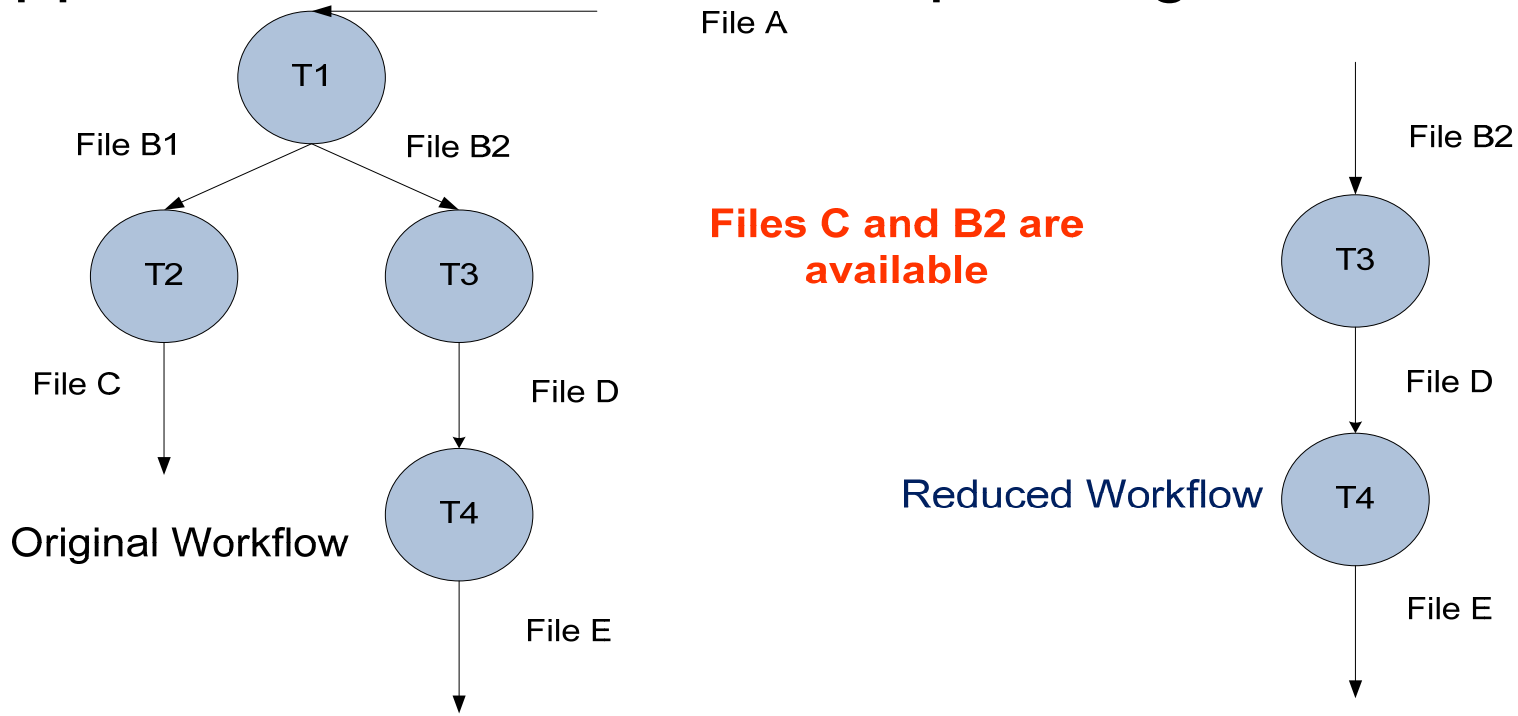 File A
T1
File B1
File B2
T2
T3
File C
File D
T4
Original Workflow
File E
Files C and B2 are
available
File B2
T3
File D
Reduced Workflow
T4
File E